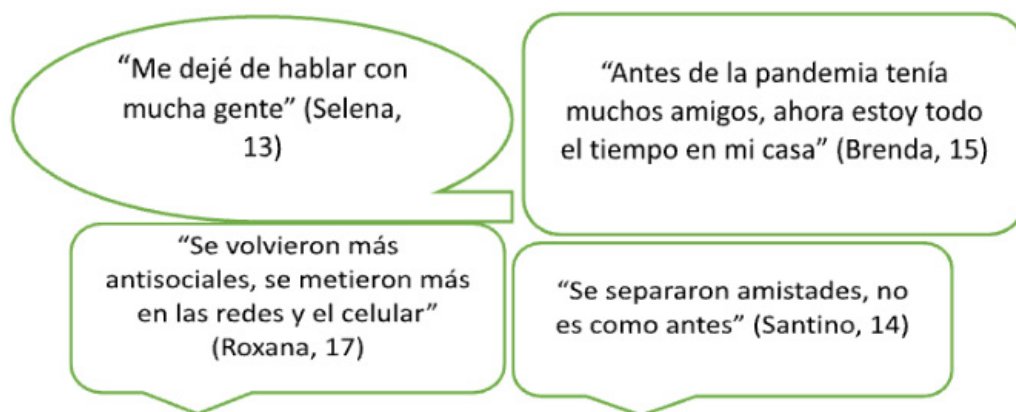 “Me dejé de hablar con
mucha gente” (Selena,
13)
“Antes de la pandemia tenía
muchos amigos, ahora estoy todo
el tiempo en mi casa” (Brenda, 15)
“Se volvieron más
antisociales, se metieron más
en las redes y el celular”
(Roxana, 17)
“Se separaron amistades, no
es como antes” (Santino, 14)